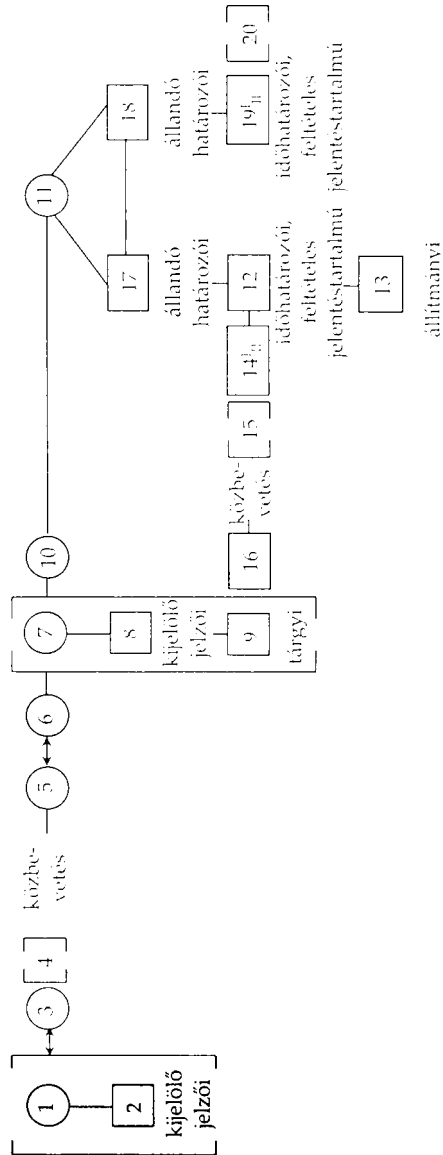 1
2
kijelölő
jelzői
3
4
közbe-
vetés
5
6
7
8
kijelölő
jelzői
9
tárgyi
10
11
17
állandó
határozói
18
állandó
határozói
16
közbe-
vetés
15
14 I II
12
időhatározói,
feltételes
jelentéstartalmú
13
állítmányi
19 I II
időhatározói,
feltételes
jelentéstartalmú
20